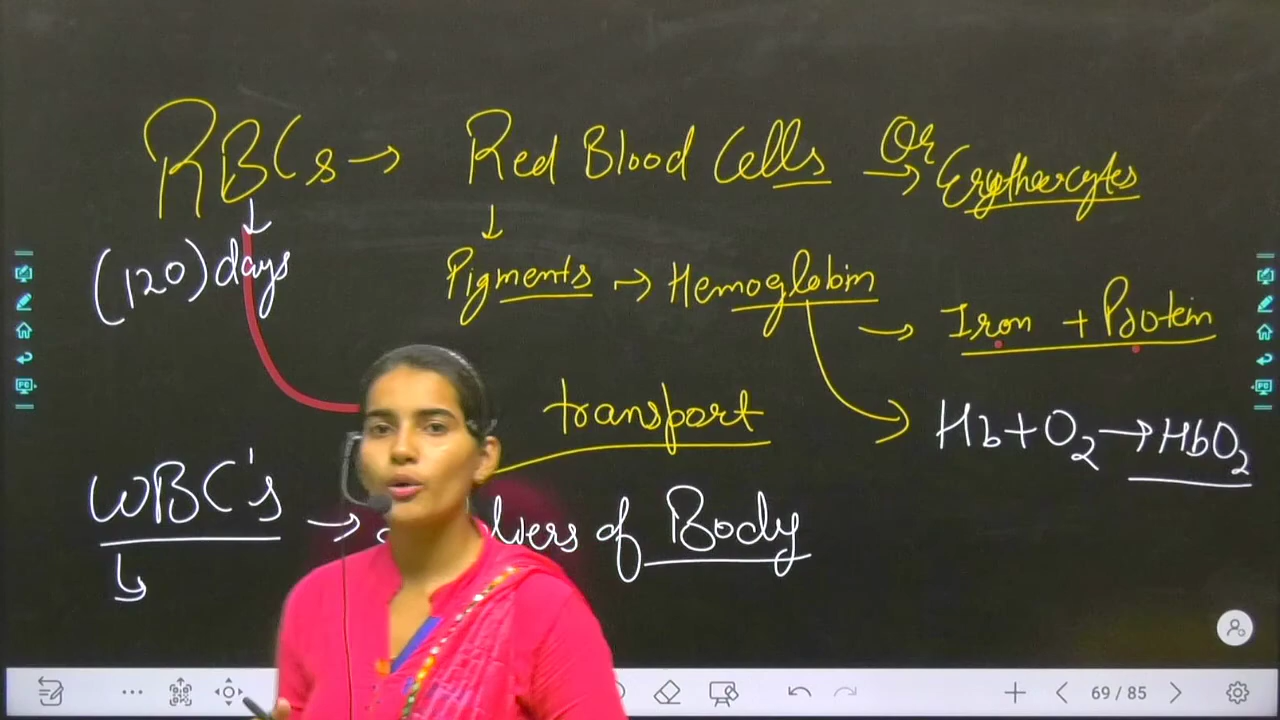 RBCs → Red Blood Cells → Or Erythercytes
(120) days
Pigments → Hemoglobin
→ Iron + Protein
transport
Hb + O₂ → HbO₂
WBC's → of Body
69 / 85